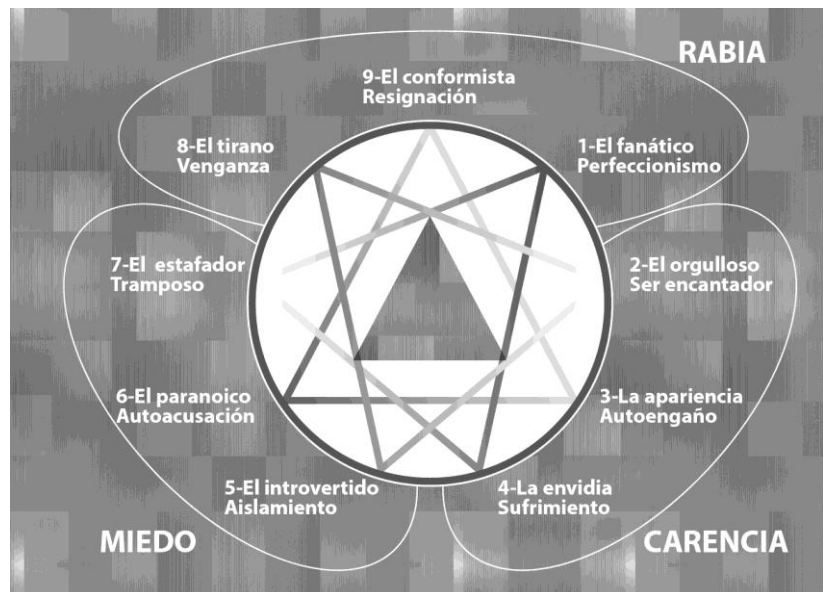 RABIA
9-El conformista
Resignación
8-El tirano
Venganza
1-El fanático
Perfeccionismo
7-El estafador
Tramposo
2-El orgulloso
Ser encantador
6-El paranoico
Autoacusación
3-La apariencia
Autoengaño
5-El introvertido
Aislamiento
4-La envidia
Sufrimiento
MIEDO
CARENCIA